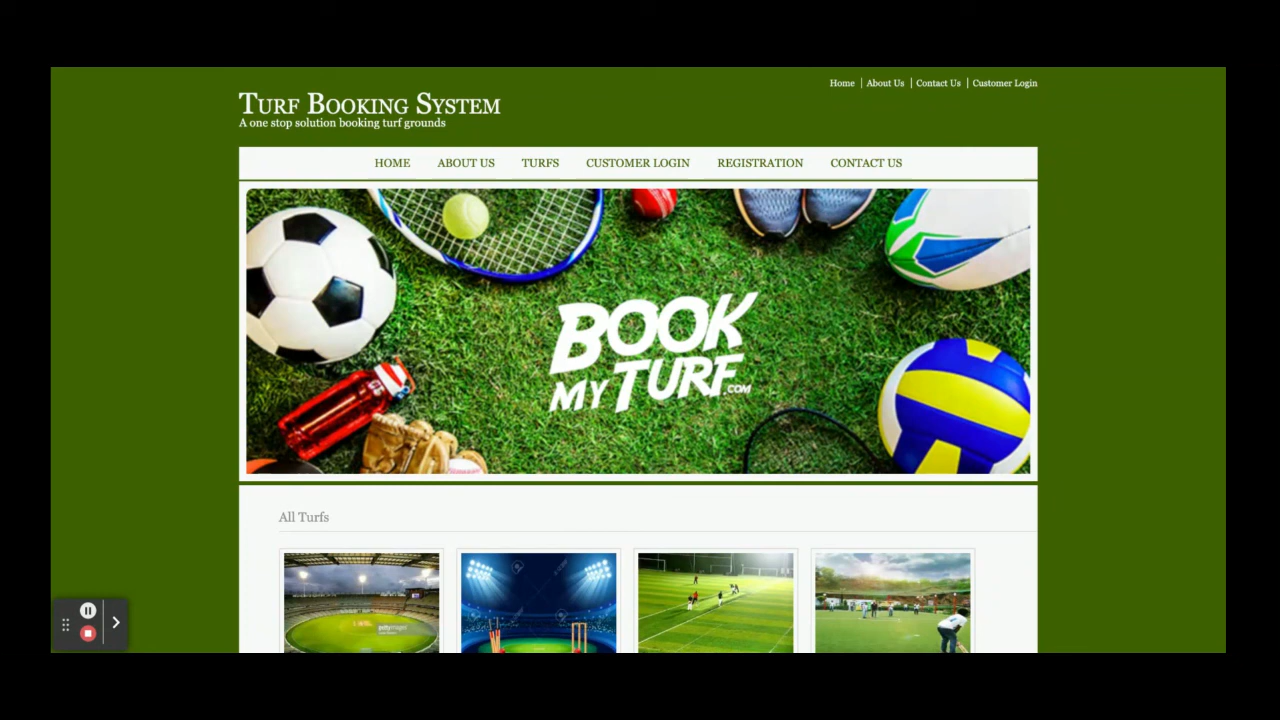 Home About Us Contact Us Customer Login
Turf Booking System
A one stop solution booking turf grounds
HOME ABOUT US TURFS CUSTOMER LOGIN REGISTRATION CONTACT US
BOOK
MY TURF.COM
All Turfs
gettyimages